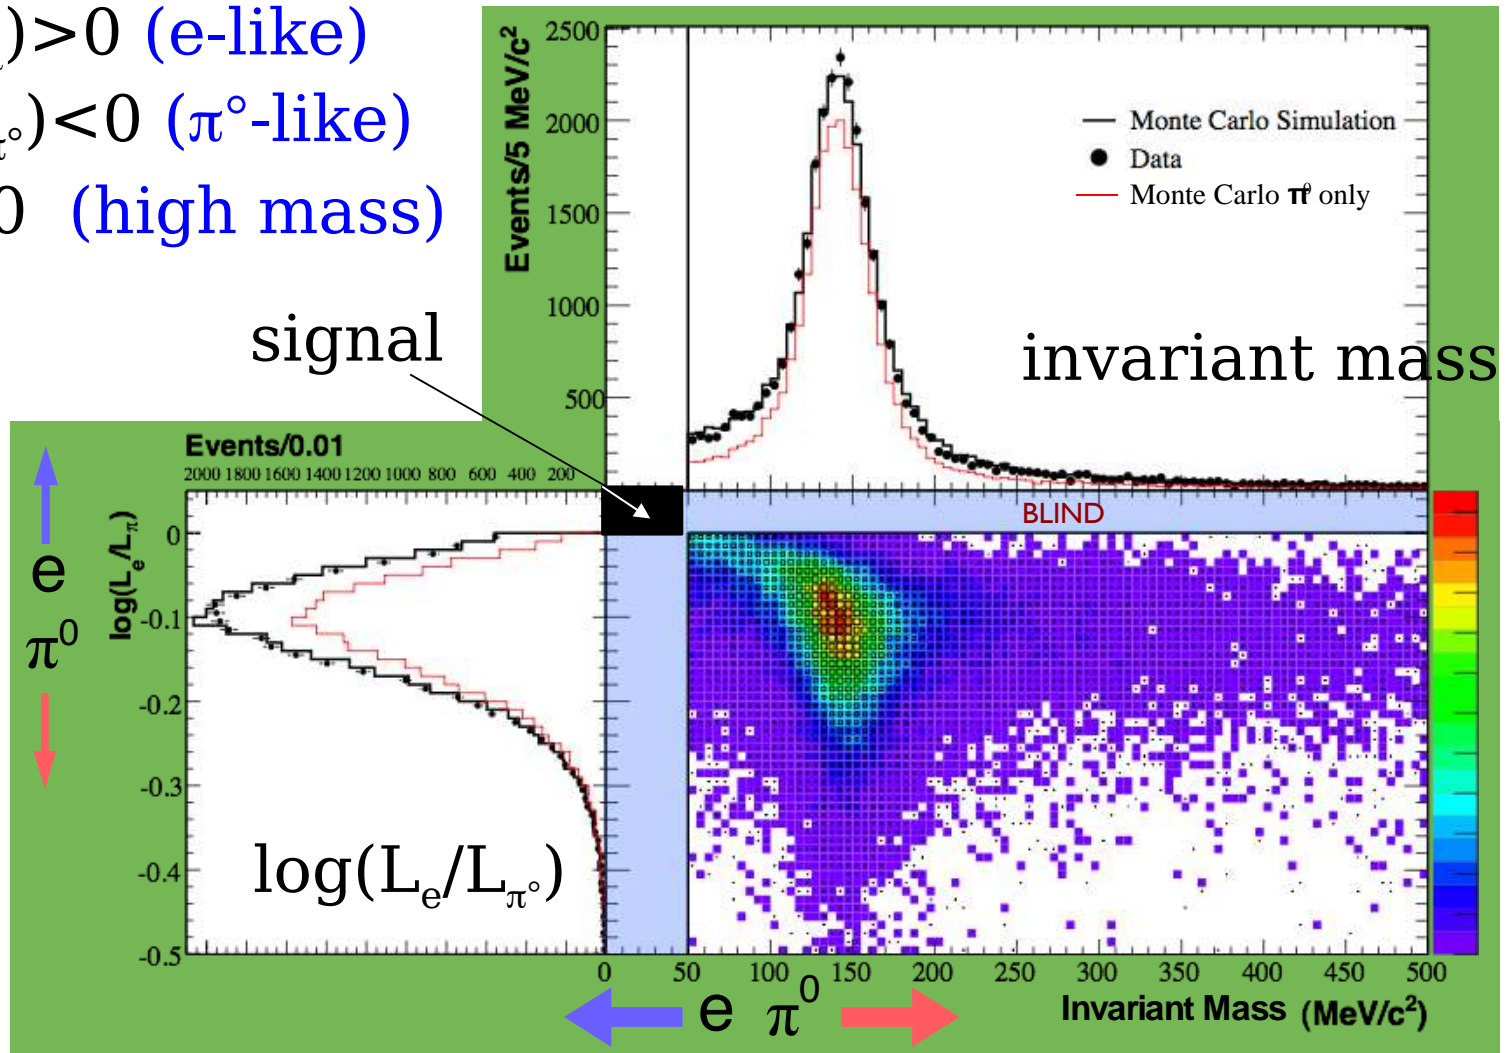 )>0 (e-like)
π°)<0 (π°-like)
0 (high mass)
signal
Events/5 MeV/c²
2500
2000
1500
1000
500
Monte Carlo Simulation
Data
Monte Carlo π⁰ only
invariant mass
Events/0.01
2000 1800 1600 1400 1200 1000 800 600 400 200
BLIND
log(Lₑ/L_π)
0
-0.1
-0.2
-0.3
-0.4
-0.5
e
π⁰
log(Lₑ/L_π°)
0 50 100 150 200 250 300 350 400 450 500
e π⁰
Invariant Mass (MeV/c²)